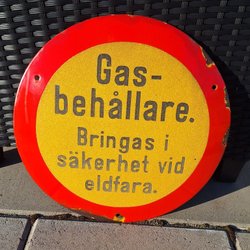 Gas-
behållare.
Bringas i
säkerhet vid
eldfara.